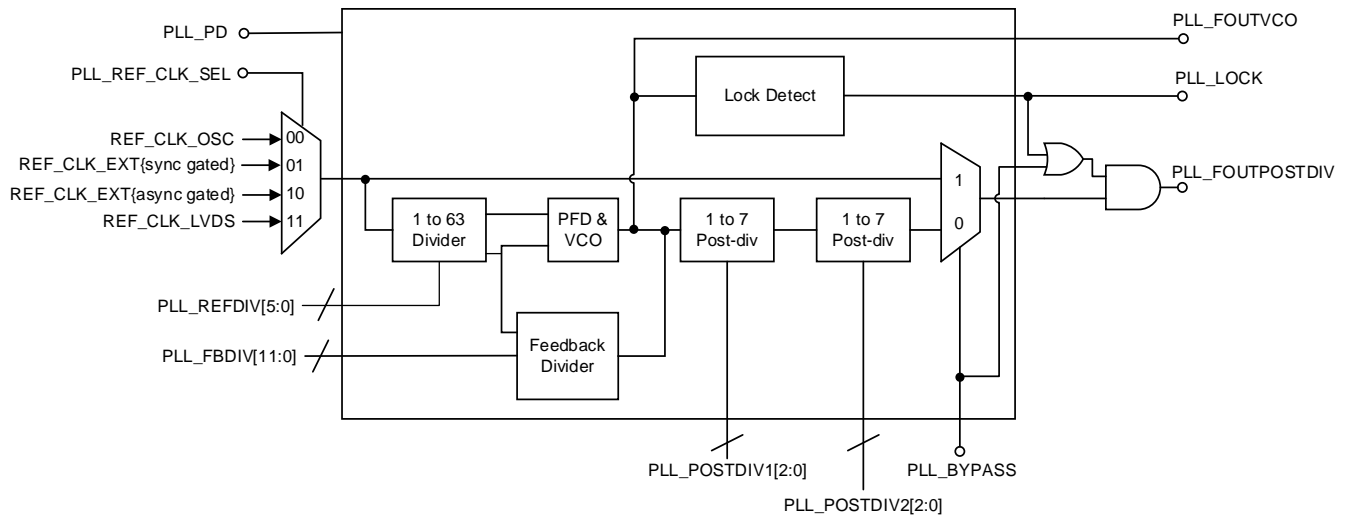 PLL_PD
PLL_REF_CLK_SEL
REF_CLK_OSC
REF_CLK_EXT{sync gated}
REF_CLK_EXT{async gated}
REF_CLK_LVDS
00
01
10
11
PLL_REFDIV[5:0]
PLL_FBDIV[11:0]
1 to 63
Divider
PFD &
VCO
Feedback
Divider
Lock Detect
1 to 7
Post-div
1 to 7
Post-div
1
0
PLL_FOUTVCO
PLL_LOCK
PLL_FOUTPOSTDIV
PLL_POSTDIV1[2:0]
PLL_POSTDIV2[2:0]
PLL_BYPASS